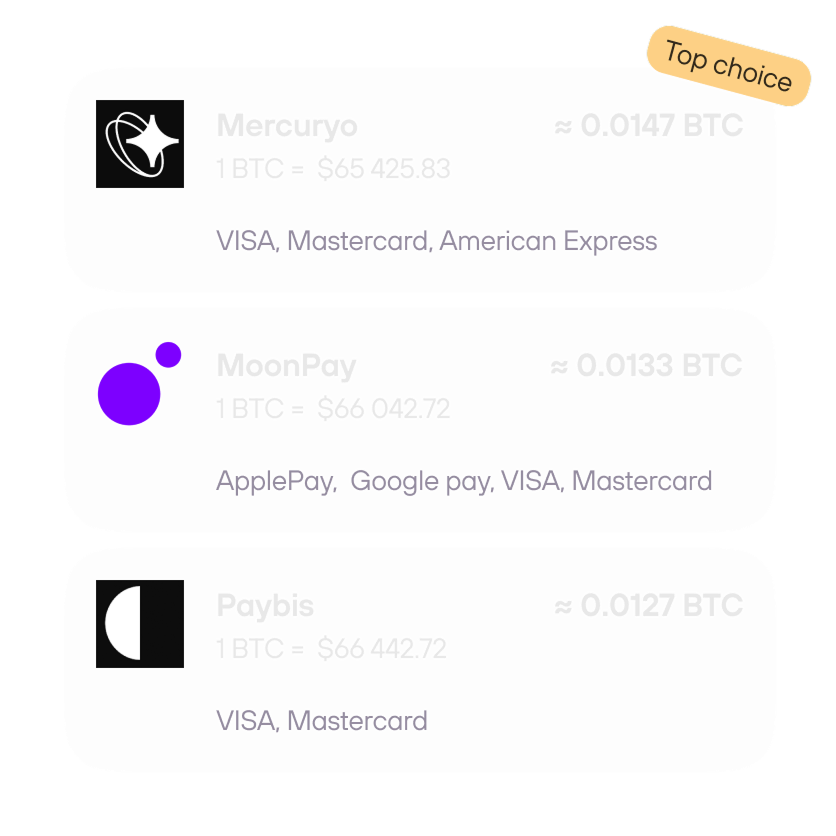 Top choice
Mercuryo ≈ 0.0147 BTC
1 BTC = $65 425.83
VISA, Mastercard, American Express
MoonPay ≈ 0.0133 BTC
1 BTC = $66 042.72
ApplePay, Google pay, VISA, Mastercard
Paybis ≈ 0.0127 BTC
1 BTC = $66 442.72
VISA, Mastercard